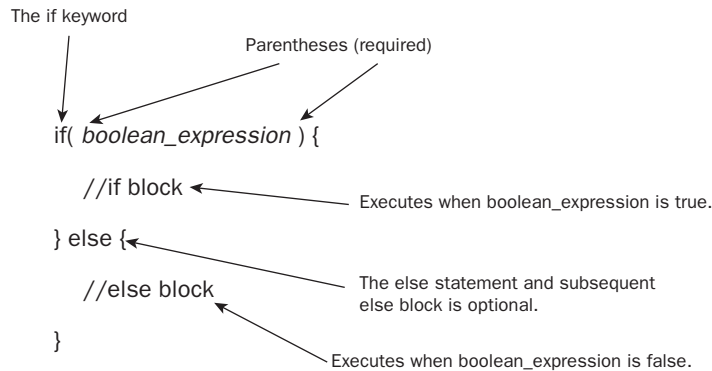 The if keyword
Parentheses (required)
if( boolean_expression ) {
//if block
Executes when boolean_expression is true.
} else {
The else statement and subsequent
else block is optional.
//else block
}
Executes when boolean_expression is false.